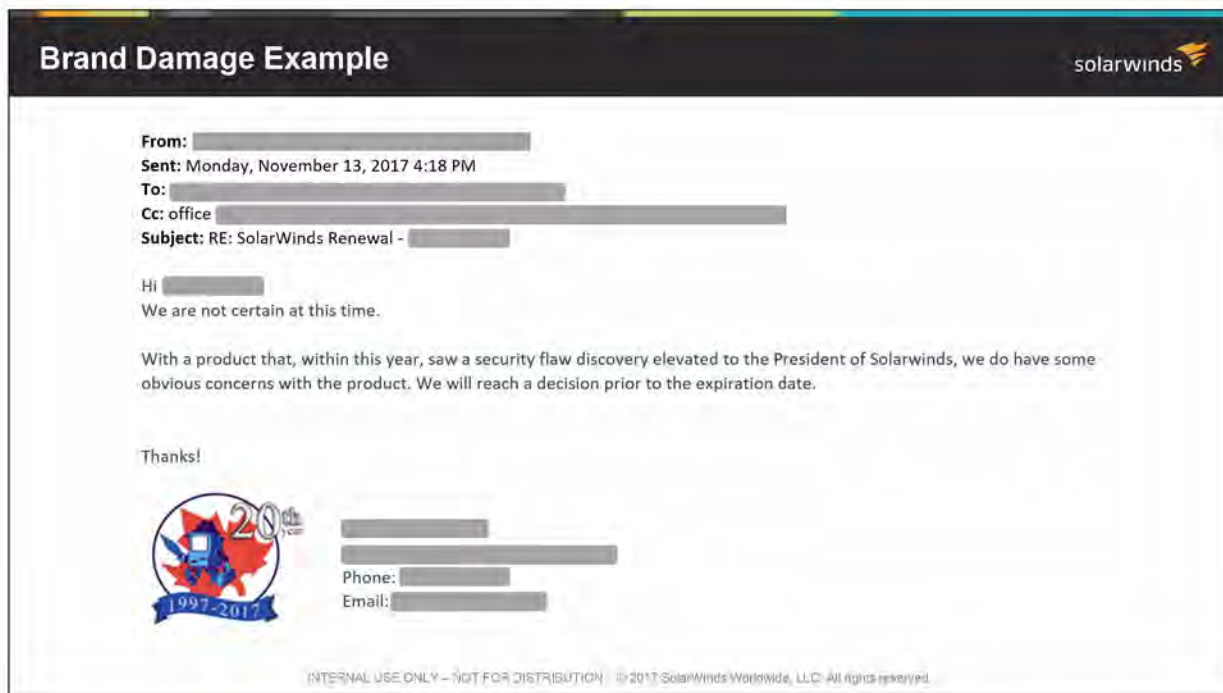 Brand Damage Example
solarwinds
From:
Sent: Monday, November 13, 2017 4:18 PM
To:
Cc: office
Subject: RE: SolarWinds Renewal -
Hi
We are not certain at this time.
With a product that, within this year, saw a security flaw discovery elevated to the President of Solarwinds, we do have some
obvious concerns with the product. We will reach a decision prior to the expiration date.
Thanks!
20th
year
1997-2017
Phone:
Email:
INTERNAL USE ONLY – NOT FOR DISTRIBUTION © 2017 SolarWinds Worldwide, LLC. All rights reserved.